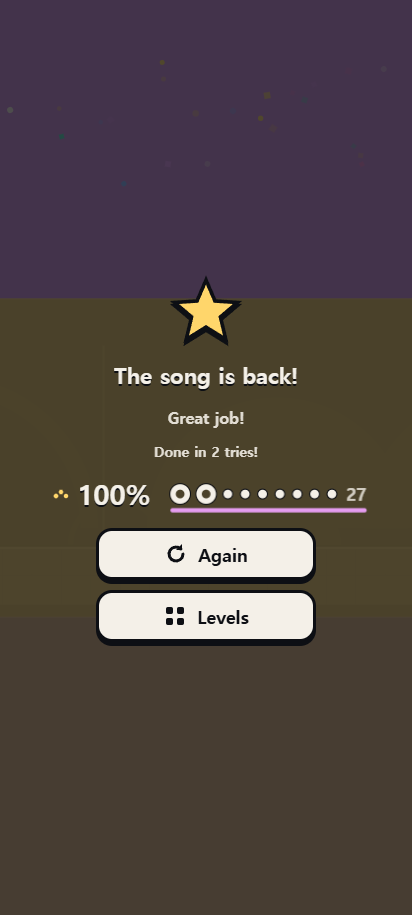 The song is back!
Great job!
Done in 2 tries!
100% 27
Again
Levels